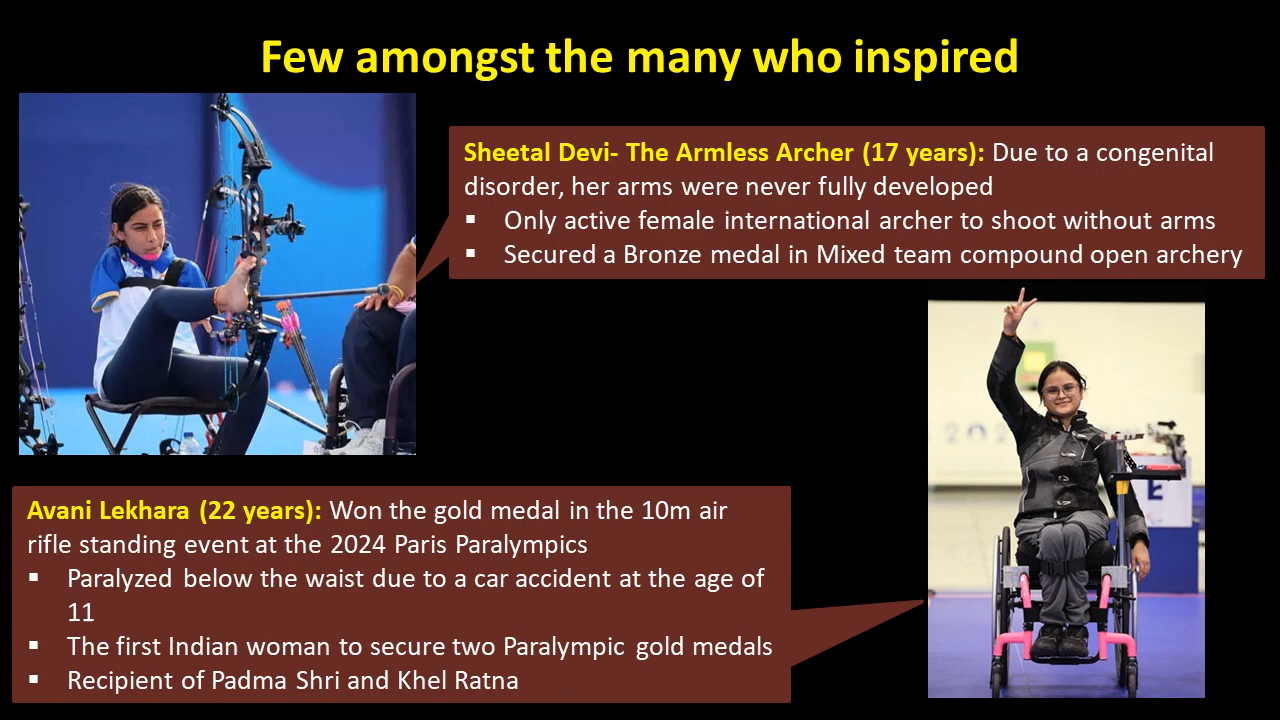 Few amongst the many who inspired
Sheetal Devi- The Armless Archer (17 years): Due to a congenital
disorder, her arms were never fully developed
▪ Only active female international archer to shoot without arms
▪ Secured a Bronze medal in Mixed team compound open archery
Avani Lekhara (22 years): Won the gold medal in the 10m air
rifle standing event at the 2024 Paris Paralympics
▪ Paralyzed below the waist due to a car accident at the age of
11
▪ The first Indian woman to secure two Paralympic gold medals
▪ Recipient of Padma Shri and Khel Ratna